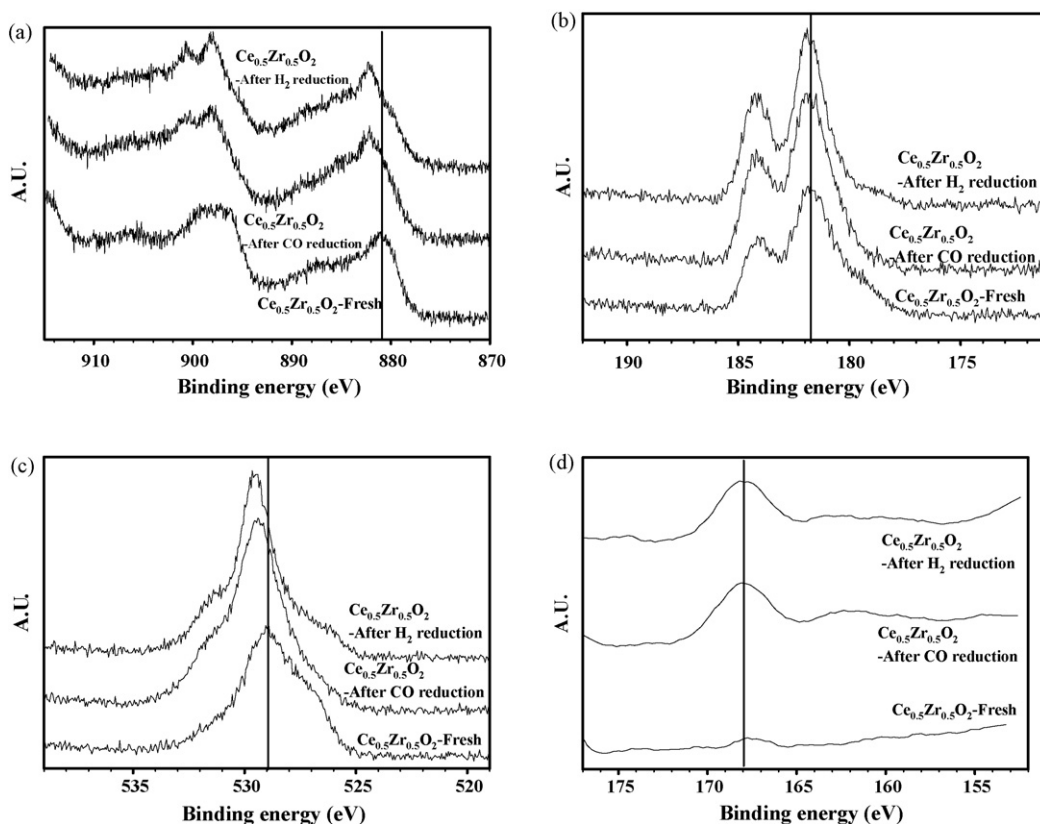 (a)
Ce0.5Zr0.5O2
-After H2 reduction
Ce0.5Zr0.5O2
-After CO reduction
Ce0.5Zr0.5O2-Fresh
A.U.
910 900 890 880 870
Binding energy (eV)
(b)
Ce0.5Zr0.5O2
-After H2 reduction
Ce0.5Zr0.5O2
-After CO reduction
Ce0.5Zr0.5O2-Fresh
A.U.
190 185 180 175
Binding energy (eV)
(c)
Ce0.5Zr0.5O2
-After H2 reduction
Ce0.5Zr0.5O2
-After CO reduction
Ce0.5Zr0.5O2-Fresh
A.U.
535 530 525 520
Binding energy (eV)
(d)
Ce0.5Zr0.5O2
-After H2 reduction
Ce0.5Zr0.5O2
-After CO reduction
Ce0.5Zr0.5O2-Fresh
A.U.
175 170 165 160 155
Binding energy (eV)